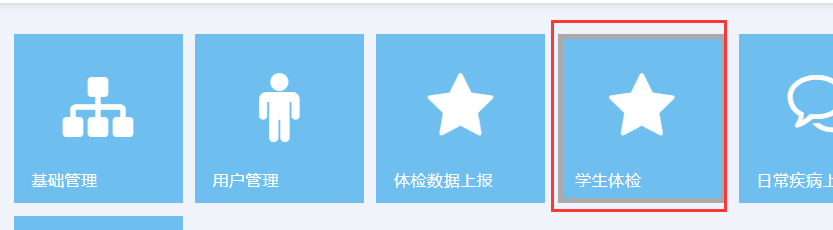 基础管理
用户管理
体检数据上报
学生体检
日常疾病上